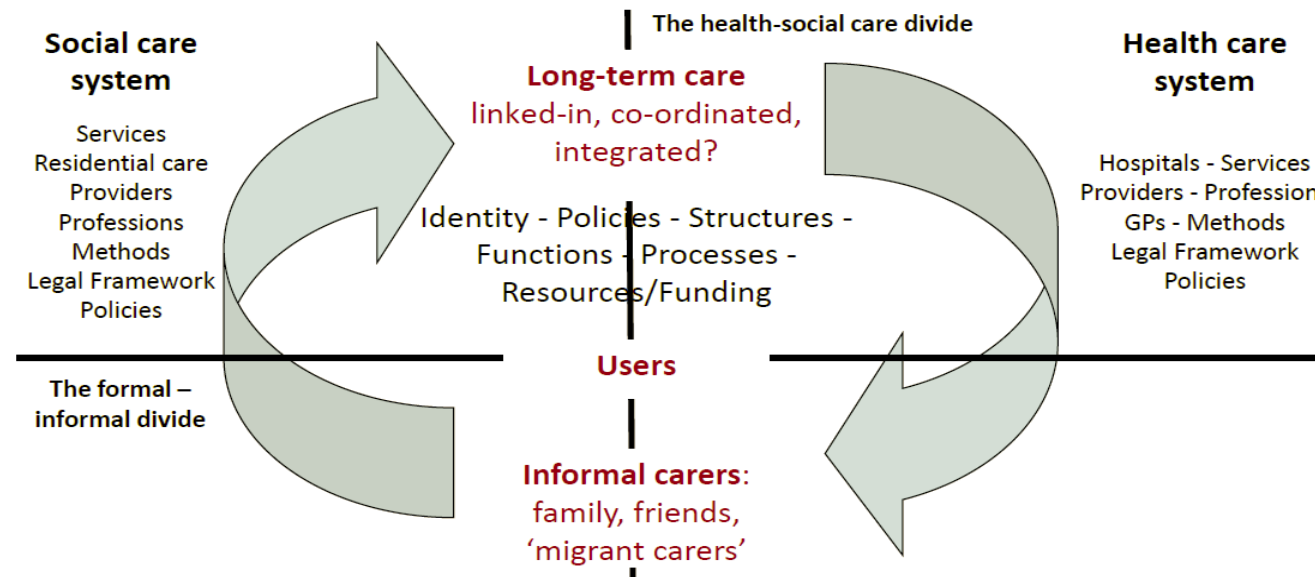 The health-social care divide
Social care
system
Services
Residential care
Providers
Professions
Methods
Legal Framework
Policies
Long-term care
linked-in, co-ordinated,
integrated?
Identity - Policies - Structures -
Functions - Processes -
Resources/Funding
Health care
system
Hospitals - Services
Providers - Profession
GPs - Methods
Legal Framework
Policies
Users
The formal –
informal divide
Informal carers:
family, friends,
‘migrant carers’